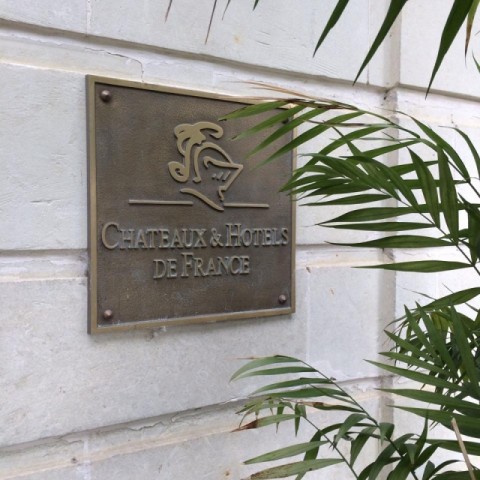 CHATEAUX & HOTELS
DE FRANCE